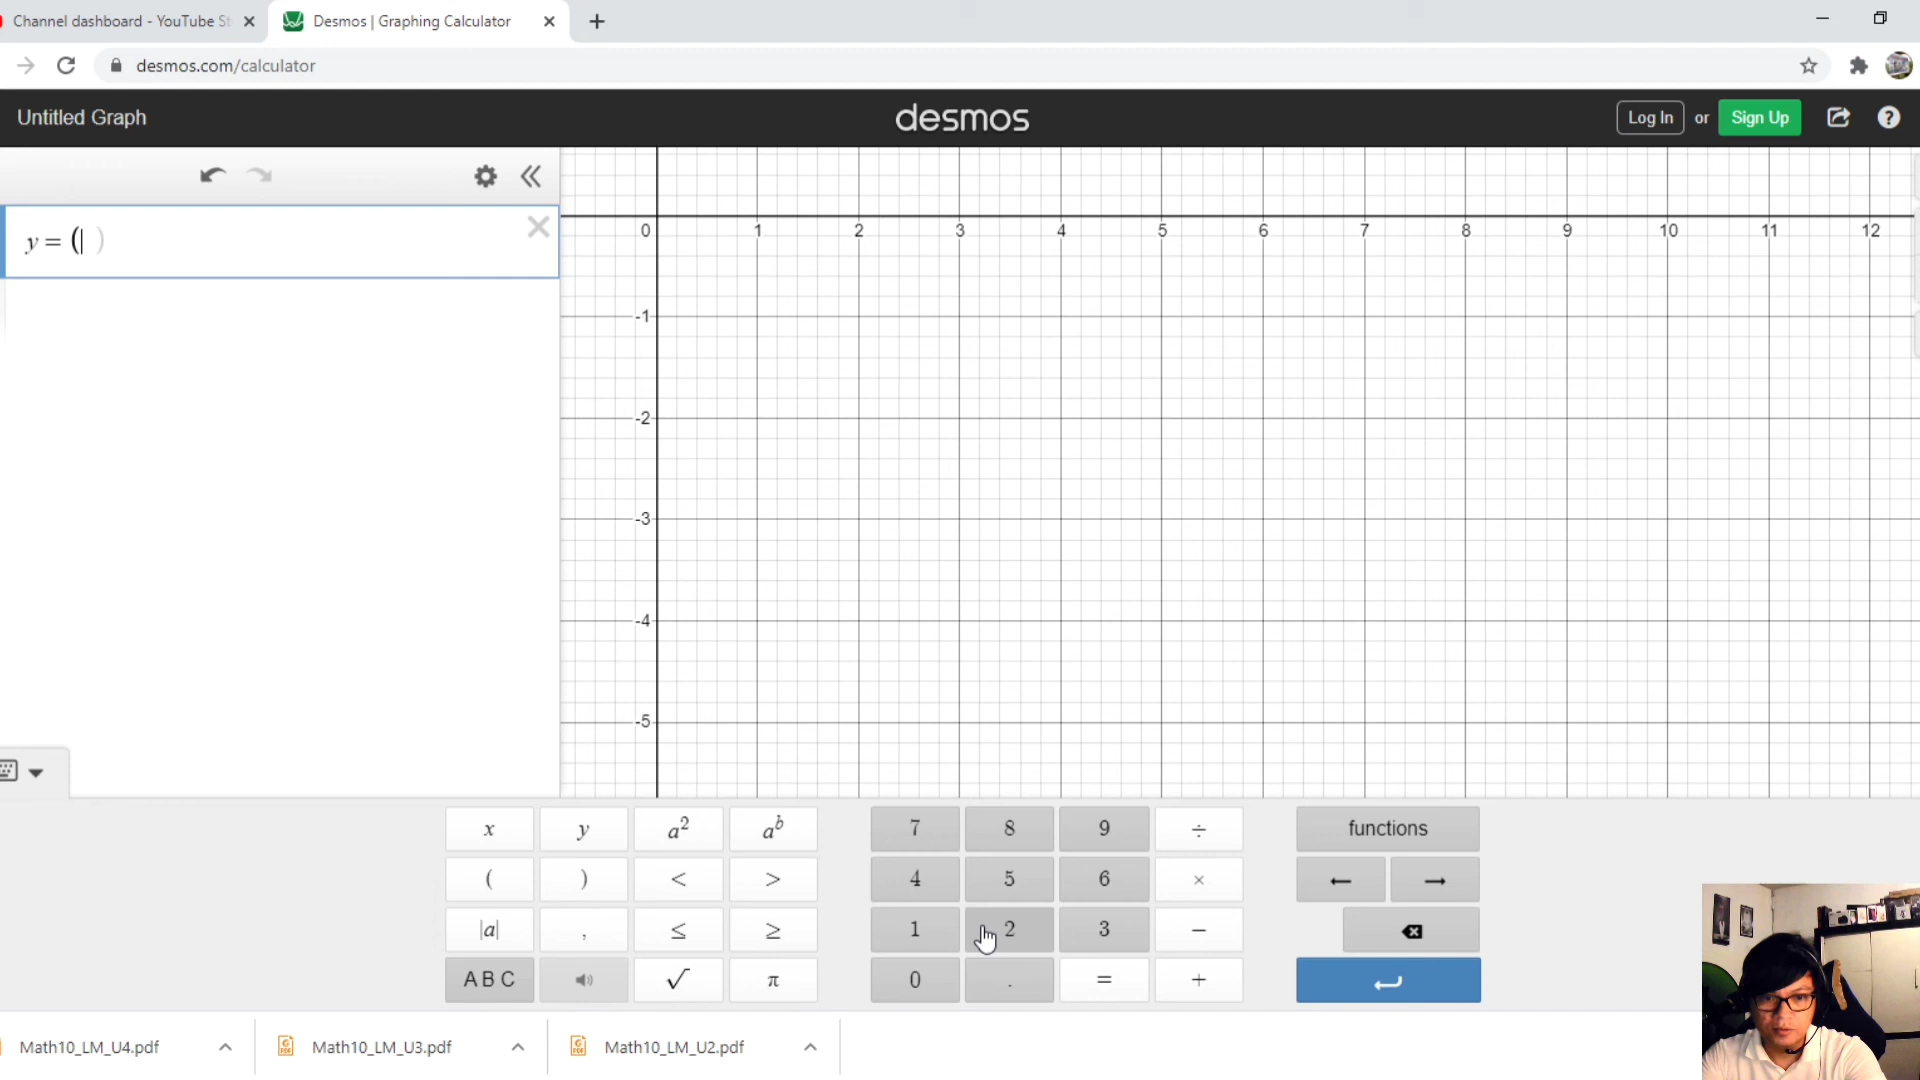 Channel dashboard - YouTube St
Desmos | Graphing Calculator
desmos.com/calculator
Untitled Graph
desmos
Log In or Sign Up
?
y = ( )
0 1 2 3 4 5 6 7 8 9 10 11 12
-1
-2
-3
-4
-5
x y a² aᵇ 7 8 9 ÷ functions
( ) < > 4 5 6 × ← →
|a| , ≤ ≥ 1 2 3 −
A B C √ π 0 . = +
Math10_LM_U4.pdf
Math10_LM_U3.pdf
Math10_LM_U2.pdf